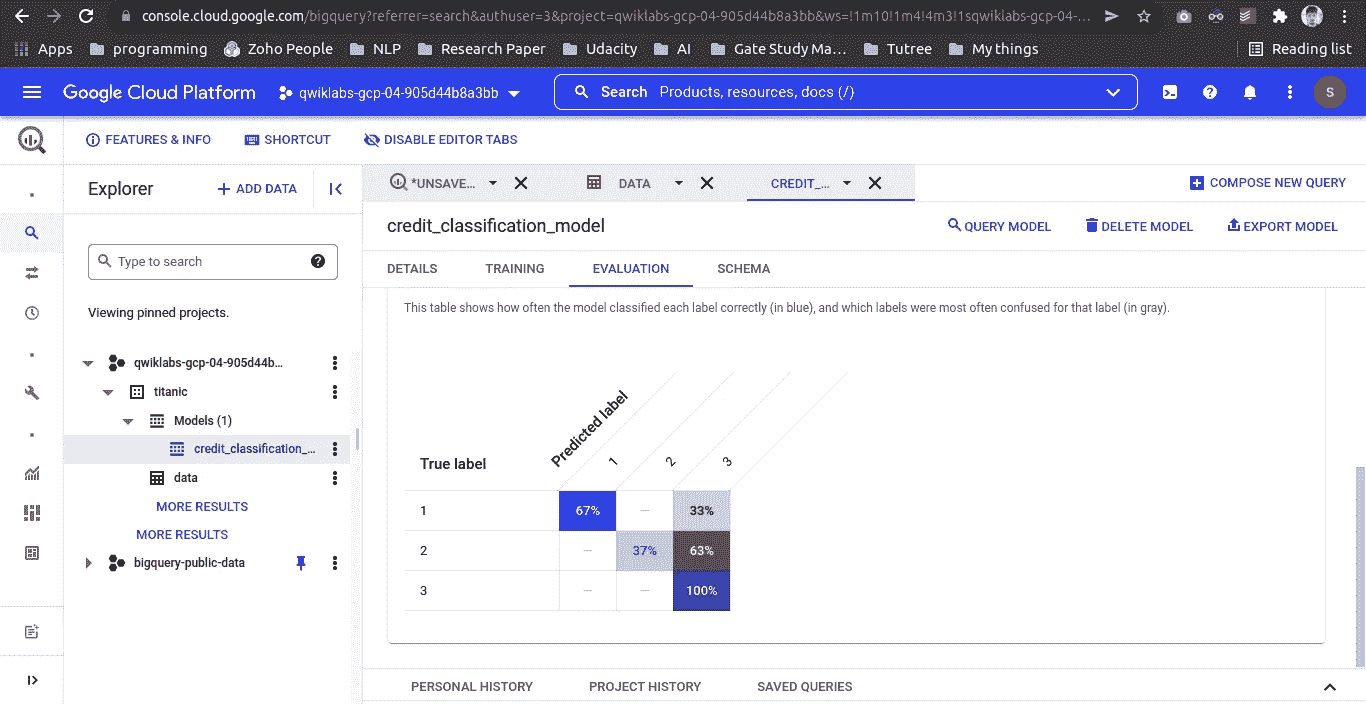 console.cloud.google.com/bigquery?referrer=search&authuser=3&project=qwiklabs-gcp-04-905d44b8a3bb&ws=!1m10!1m4!4m3!1sqwiklabs-gcp-04-...
Apps programming Zoho People NLP Research Paper Udacity AI Gate Study Ma... Tutree My things Reading list
Google Cloud Platform qwiklabs-gcp-04-905d44b8a3bb Search Products, resources, docs (/) S
FEATURES & INFO SHORTCUT DISABLE EDITOR TABS
Explorer + ADD DATA
*UNSAVE... DATA CREDIT_... COMPOSE NEW QUERY
credit_classification_model QUERY MODEL DELETE MODEL EXPORT MODEL
DETAILS TRAINING EVALUATION SCHEMA
Type to search
Viewing pinned projects.
qwiklabs-gcp-04-905d44b...
titanic
Models (1)
credit_classification_...
data
MORE RESULTS
MORE RESULTS
bigquery-public-data
This table shows how often the model classified each label correctly (in blue), and which labels were most often confused for that label (in gray).
True label Predicted label 1 2 3
1 67% – 33%
2 – 37% 63%
3 – – 100%
PERSONAL HISTORY PROJECT HISTORY SAVED QUERIES